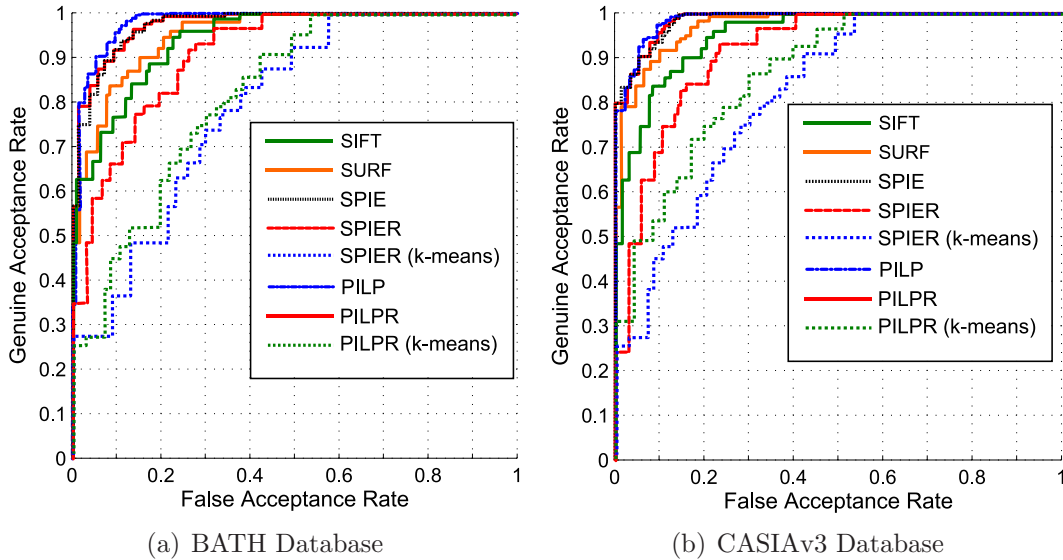 1
0.9
0.8
0.7
0.6
0.5
0.4
0.3
0.2
0.1
0
Genuine Acceptance Rate
SIFT
SURF
SPIE
SPIER
SPIER (k-means)
PILP
PILPR
PILPR (k-means)
0 0.2 0.4 0.6 0.8 1
False Acceptance Rate
(a) BATH Database
1
0.9
0.8
0.7
0.6
0.5
0.4
0.3
0.2
0.1
0
Genuine Acceptance Rate
SIFT
SURF
SPIE
SPIER
SPIER (k-means)
PILP
PILPR
PILPR (k-means)
0 0.2 0.4 0.6 0.8 1
False Acceptance Rate
(b) CASIAv3 Database